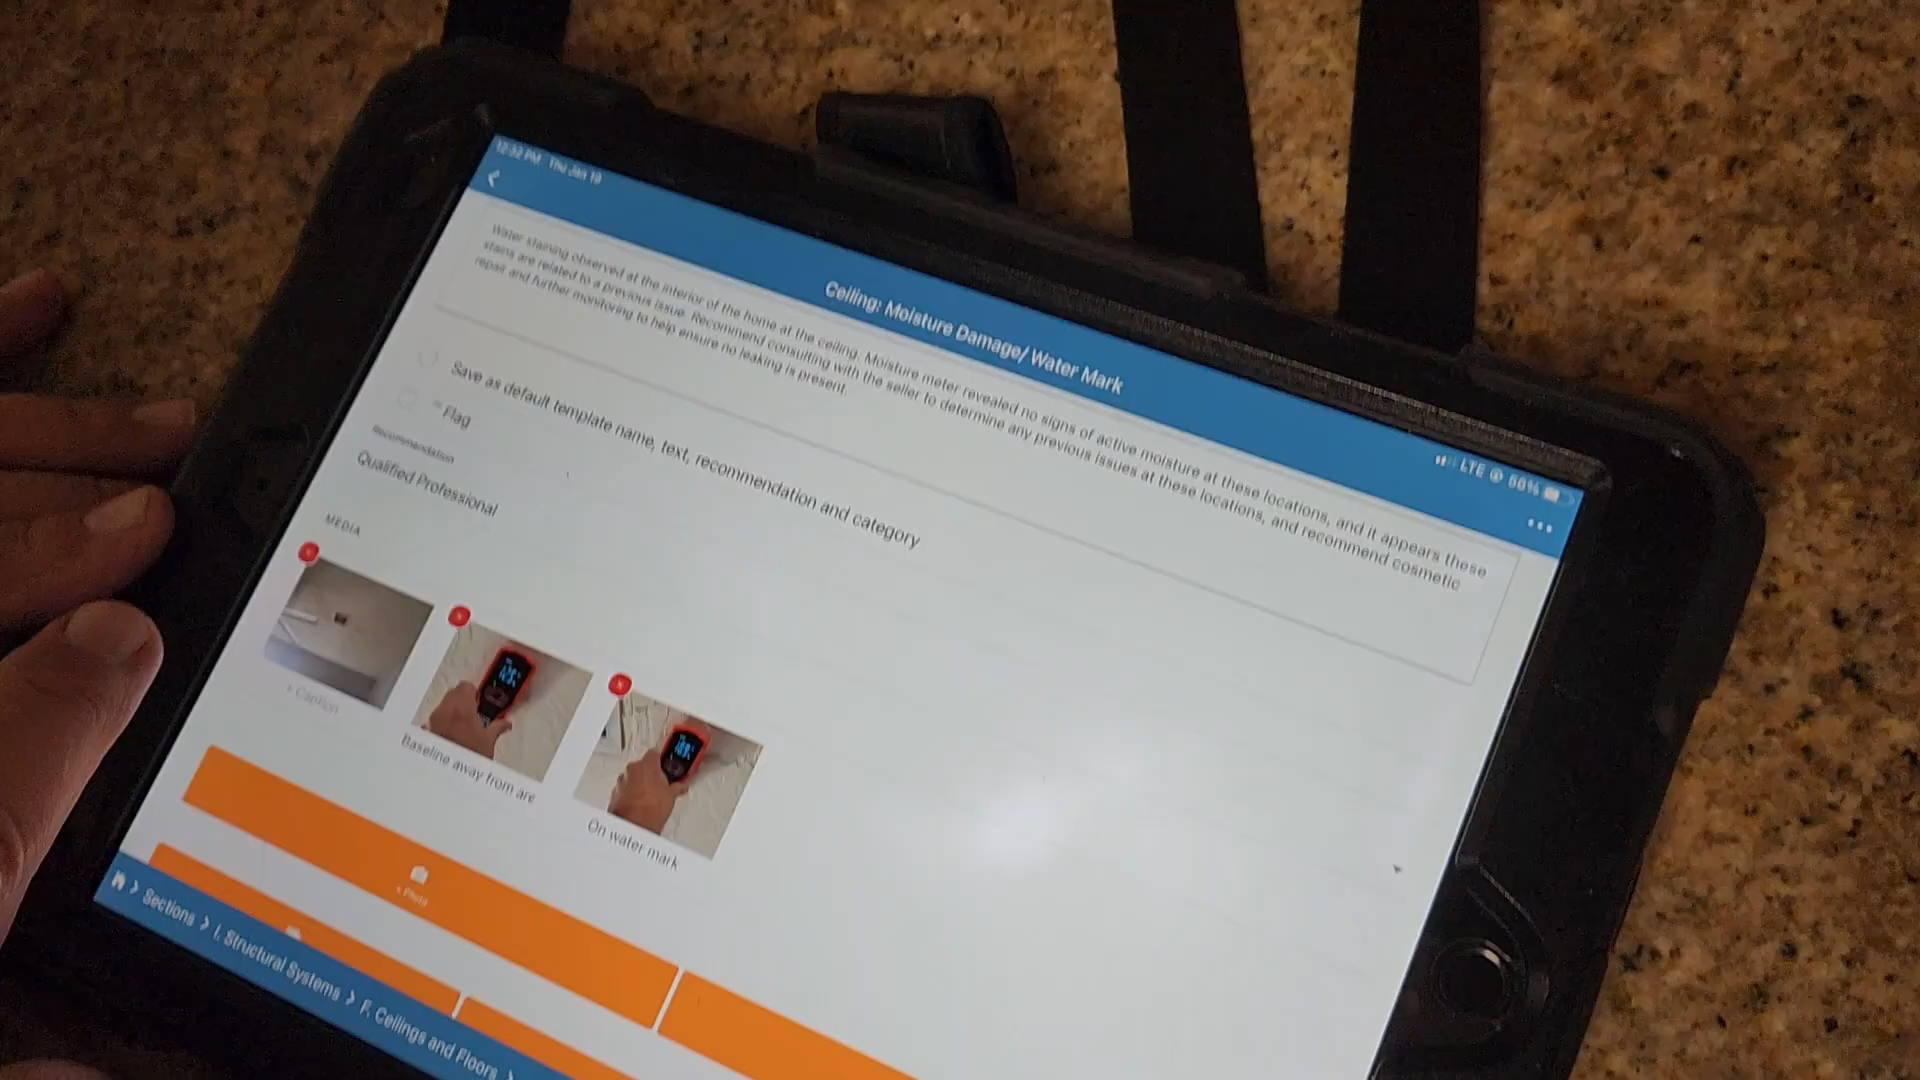 12:32 PM Thu Jan 19
LTE 56%
Ceiling: Moisture Damage/ Water Mark
Water staining observed at the interior of the home at the ceiling. Moisture meter revealed no signs of active moisture at these locations, and it appears these
stains are related to a previous issue. Recommend consulting with the seller to determine any previous issues at these locations, and recommend cosmetic
repair and further monitoring to help ensure no leaking is present.
Save as default template name, text, recommendation and category
Flag
Recommendation
Qualified Professional
MEDIA
+ Caption
Baseline away from are
On water mark
+ Photo
Sections > I. Structural Systems > F. Ceilings and Floors >